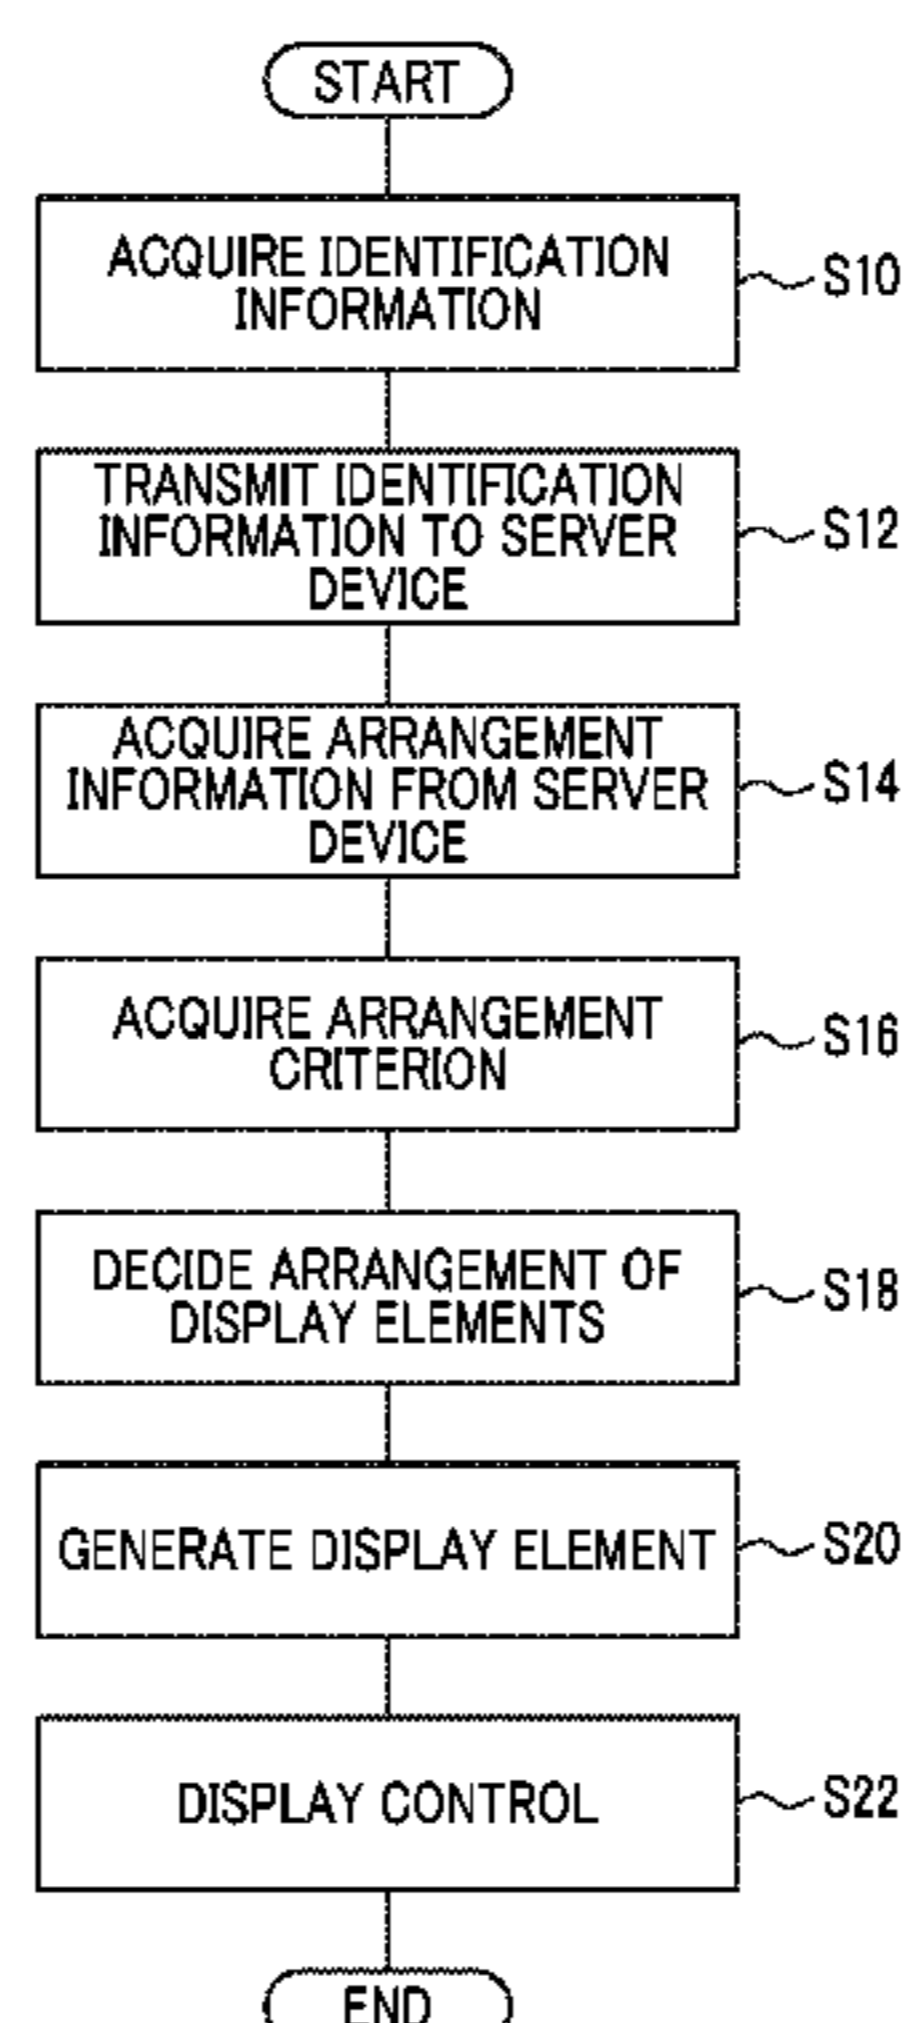 START
ACQUIRE IDENTIFICATION
INFORMATION
S10
TRANSMIT IDENTIFICATION
INFORMATION TO SERVER
DEVICE
S12
ACQUIRE ARRANGEMENT
INFORMATION FROM SERVER
DEVICE
S14
ACQUIRE ARRANGEMENT
CRITERION
S16
DECIDE ARRANGEMENT OF
DISPLAY ELEMENTS
S18
GENERATE DISPLAY ELEMENT
S20
DISPLAY CONTROL
S22
END